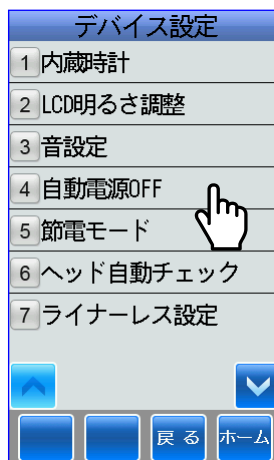 デバイス設定
1 内蔵時計
2 LCD明るさ調整
3 音設定
4 自動電源OFF
5 節電モード
6 ヘッド自動チェック
7 ライナーレス設定
戻る ホーム